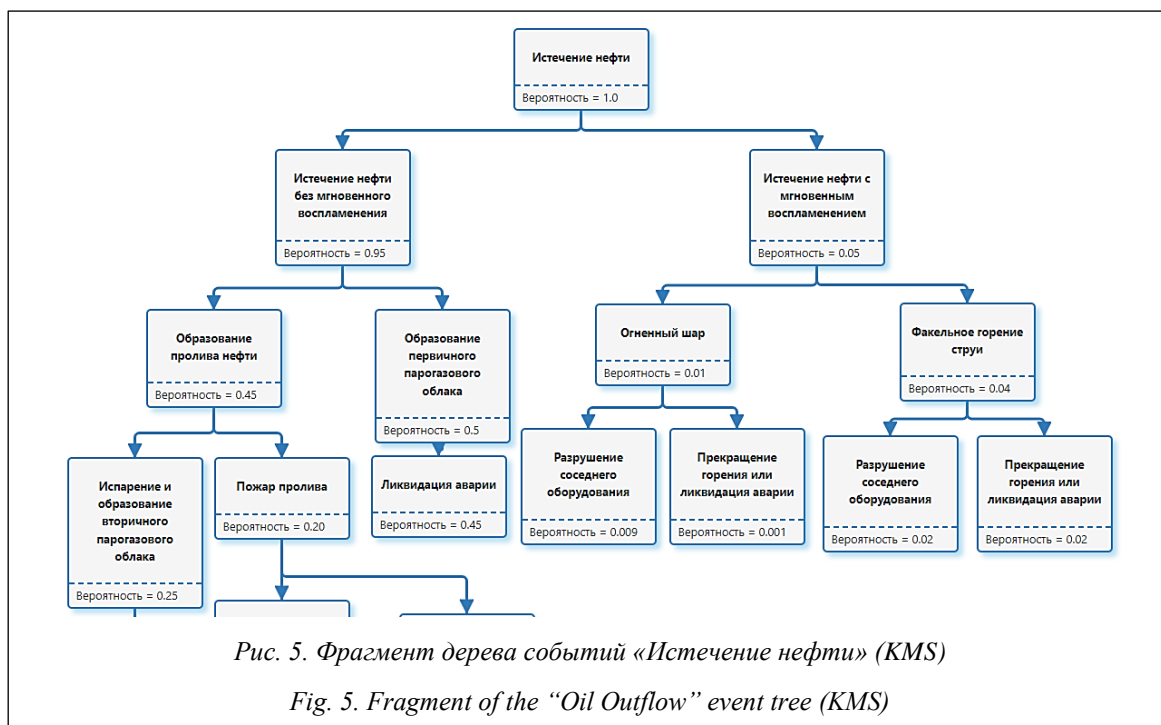 Истечение нефти
Вероятность = 1.0
Истечение нефти
без мгновенного
воспламенения
Вероятность = 0.95
Истечение нефти с
мгновенным
воспламенением
Вероятность = 0.05
Образование
пролива нефти
Вероятность = 0.45
Образование
первичного
парогазового
облака
Вероятность = 0.5
Огненный шар
Вероятность = 0.01
Факельное горение
струи
Вероятность = 0.04
Испарение и
образование
вторичного
парогазового
облака
Вероятность = 0.25
Пожар пролива
Вероятность = 0.20
Ликвидация аварии
Вероятность = 0.45
Разрушение
соседнего
оборудования
Вероятность = 0.009
Прекращение
горения или
ликвидация аварии
Вероятность = 0.001
Разрушение
соседнего
оборудования
Вероятность = 0.02
Прекращение
горения или
ликвидация аварии
Вероятность = 0.02
Рис. 5. Фрагмент дерева событий «Истечение нефти» (KMS)
Fig. 5. Fragment of the “Oil Outflow” event tree (KMS)